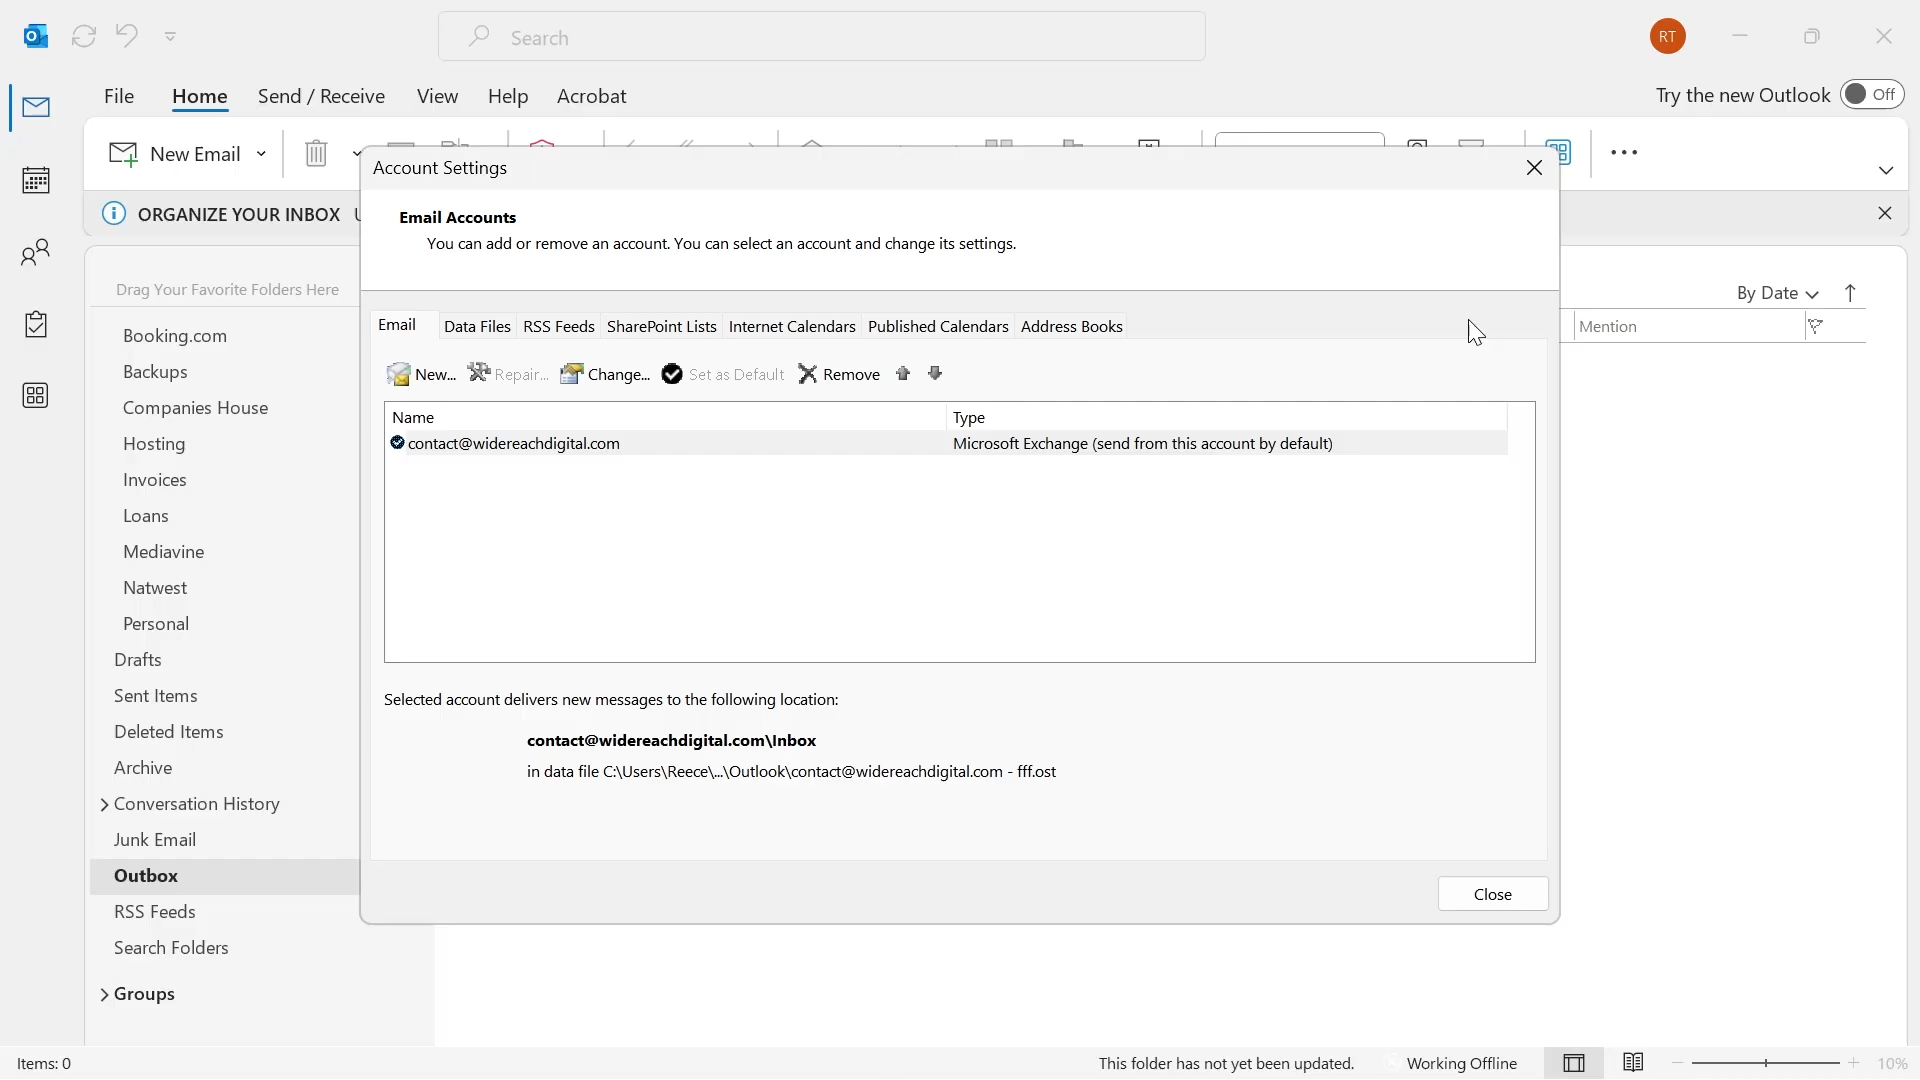 Search
RT
File Home Send / Receive View Help Acrobat
Try the new Outlook Off
New Email
Account Settings
ORGANIZE YOUR INBOX
Email Accounts
You can add or remove an account. You can select an account and change its settings.
Drag Your Favorite Folders Here
By Date
Email Data Files RSS Feeds SharePoint Lists Internet Calendars Published Calendars Address Books
Mention
Booking.com
Backups
New... Repair... Change... Set as Default Remove
Companies House
Name Type
Hosting
contact@widereachdigital.com Microsoft Exchange (send from this account by default)
Invoices
Loans
Mediavine
Natwest
Personal
Drafts
Sent Items
Selected account delivers new messages to the following location:
Deleted Items
contact@widereachdigital.com\Inbox
Archive
in data file C:\Users\Reece\...\Outlook\contact@widereachdigital.com - fff.ost
Conversation History
Junk Email
Outbox
Close
RSS Feeds
Search Folders
Groups
Items: 0
This folder has not yet been updated. Working Offline
10%